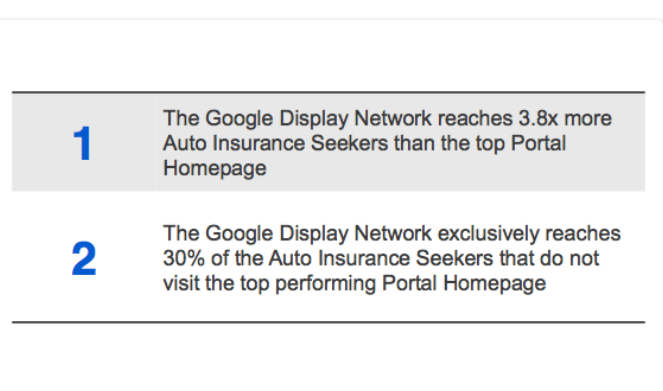 1
The Google Display Network reaches 3.8x more
Auto Insurance Seekers than the top Portal
Homepage
2
The Google Display Network exclusively reaches
30% of the Auto Insurance Seekers that do not
visit the top performing Portal Homepage